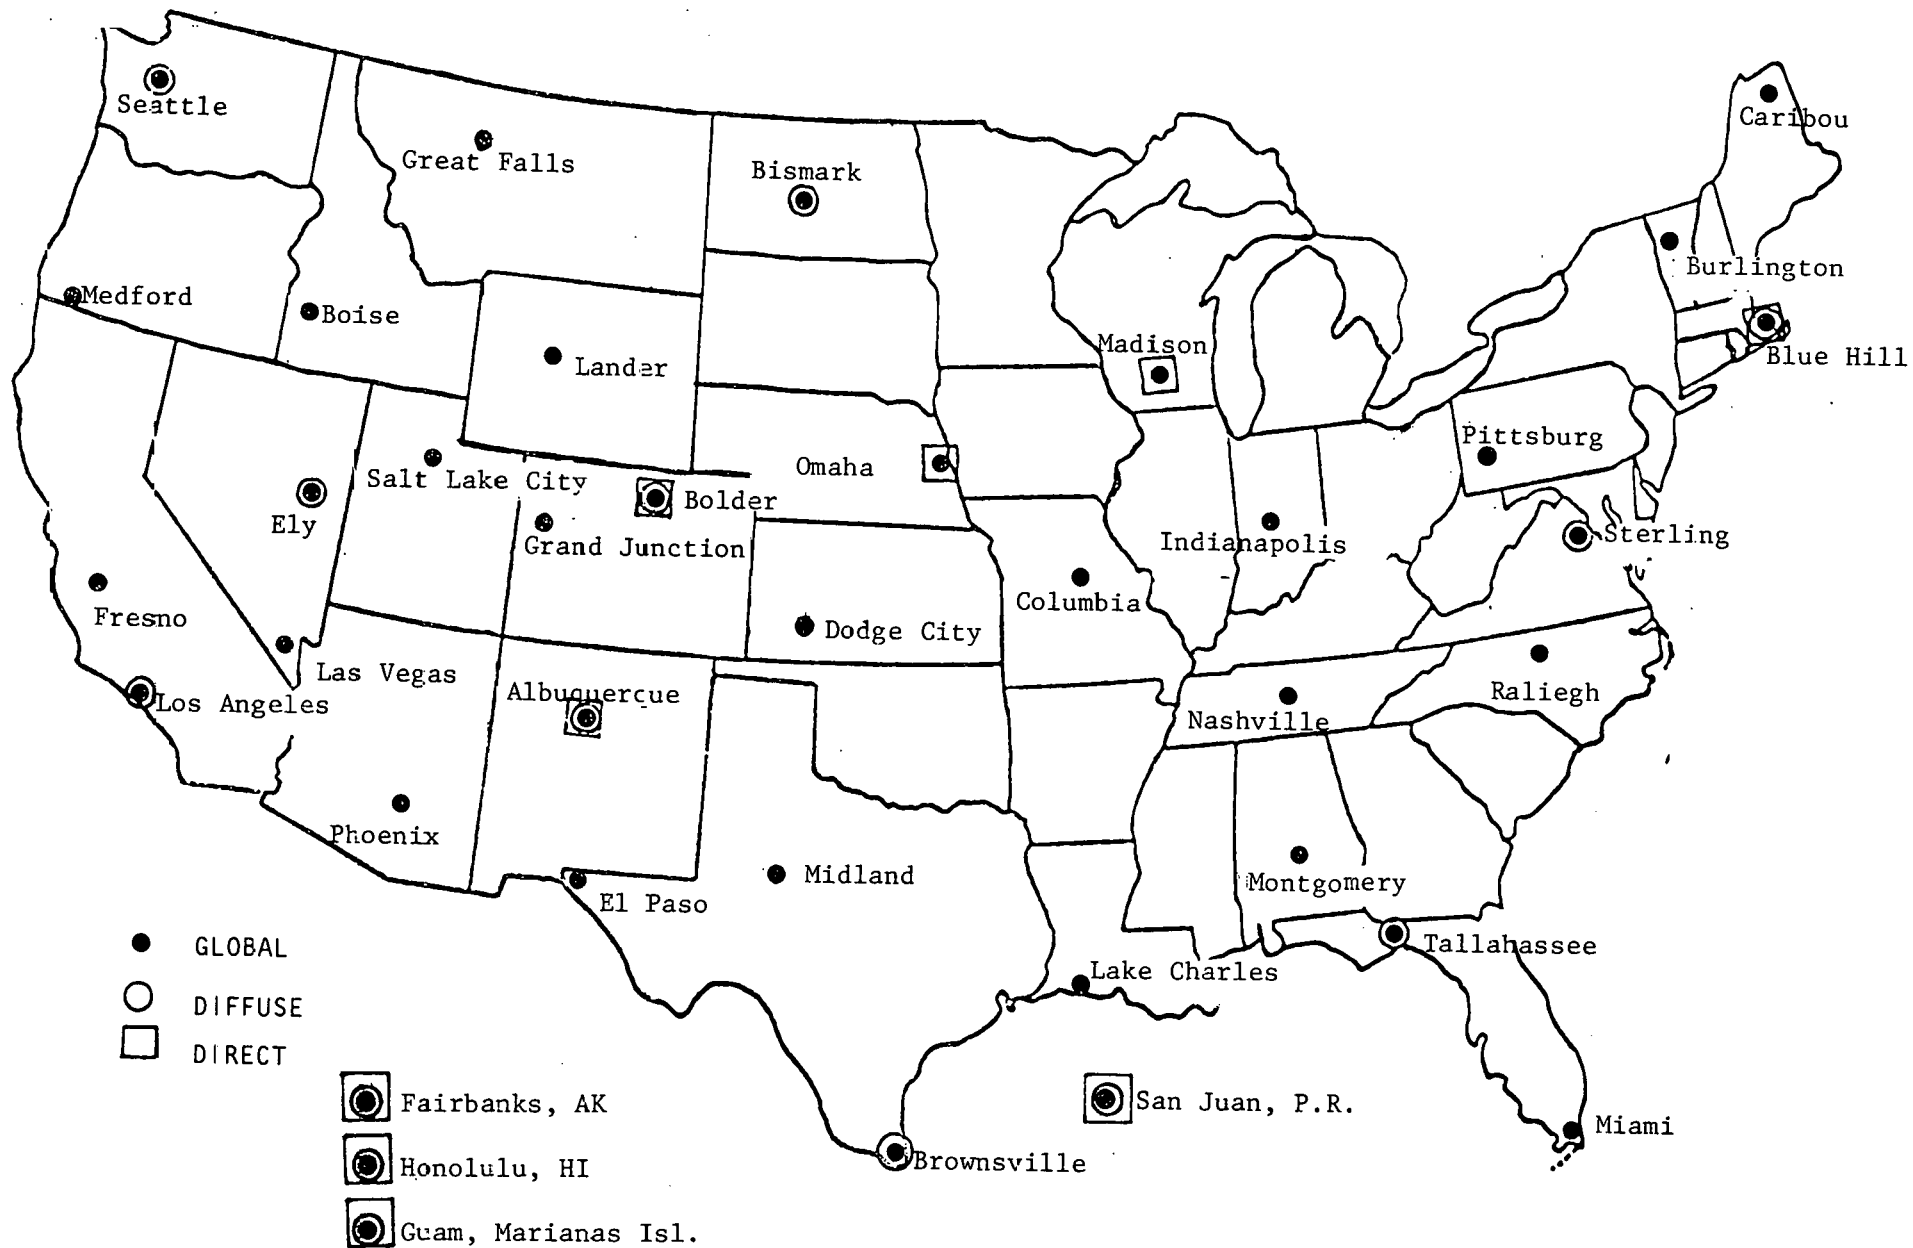 Seattle
Great Falls
Bismark
Caribou
Burlington
Medford
Boise
Lander
Madison
Blue Hill
Pittsburg
Omaha
Salt Lake City
Bolder
Ely
Grand Junction
Indianapolis
Sterling
Columbia
Fresno
Dodge City
Las Vegas
Los Angeles
Albuquercue
Raliegh
Nashville
Phoenix
Midland
Montgomery
El Paso
GLOBAL
Tallahassee
Lake Charles
DIFFUSE
DIRECT
Fairbanks, AK
San Juan, P.R.
Miami
Honolulu, HI
Brownsville
Guam, Marianas Isl.